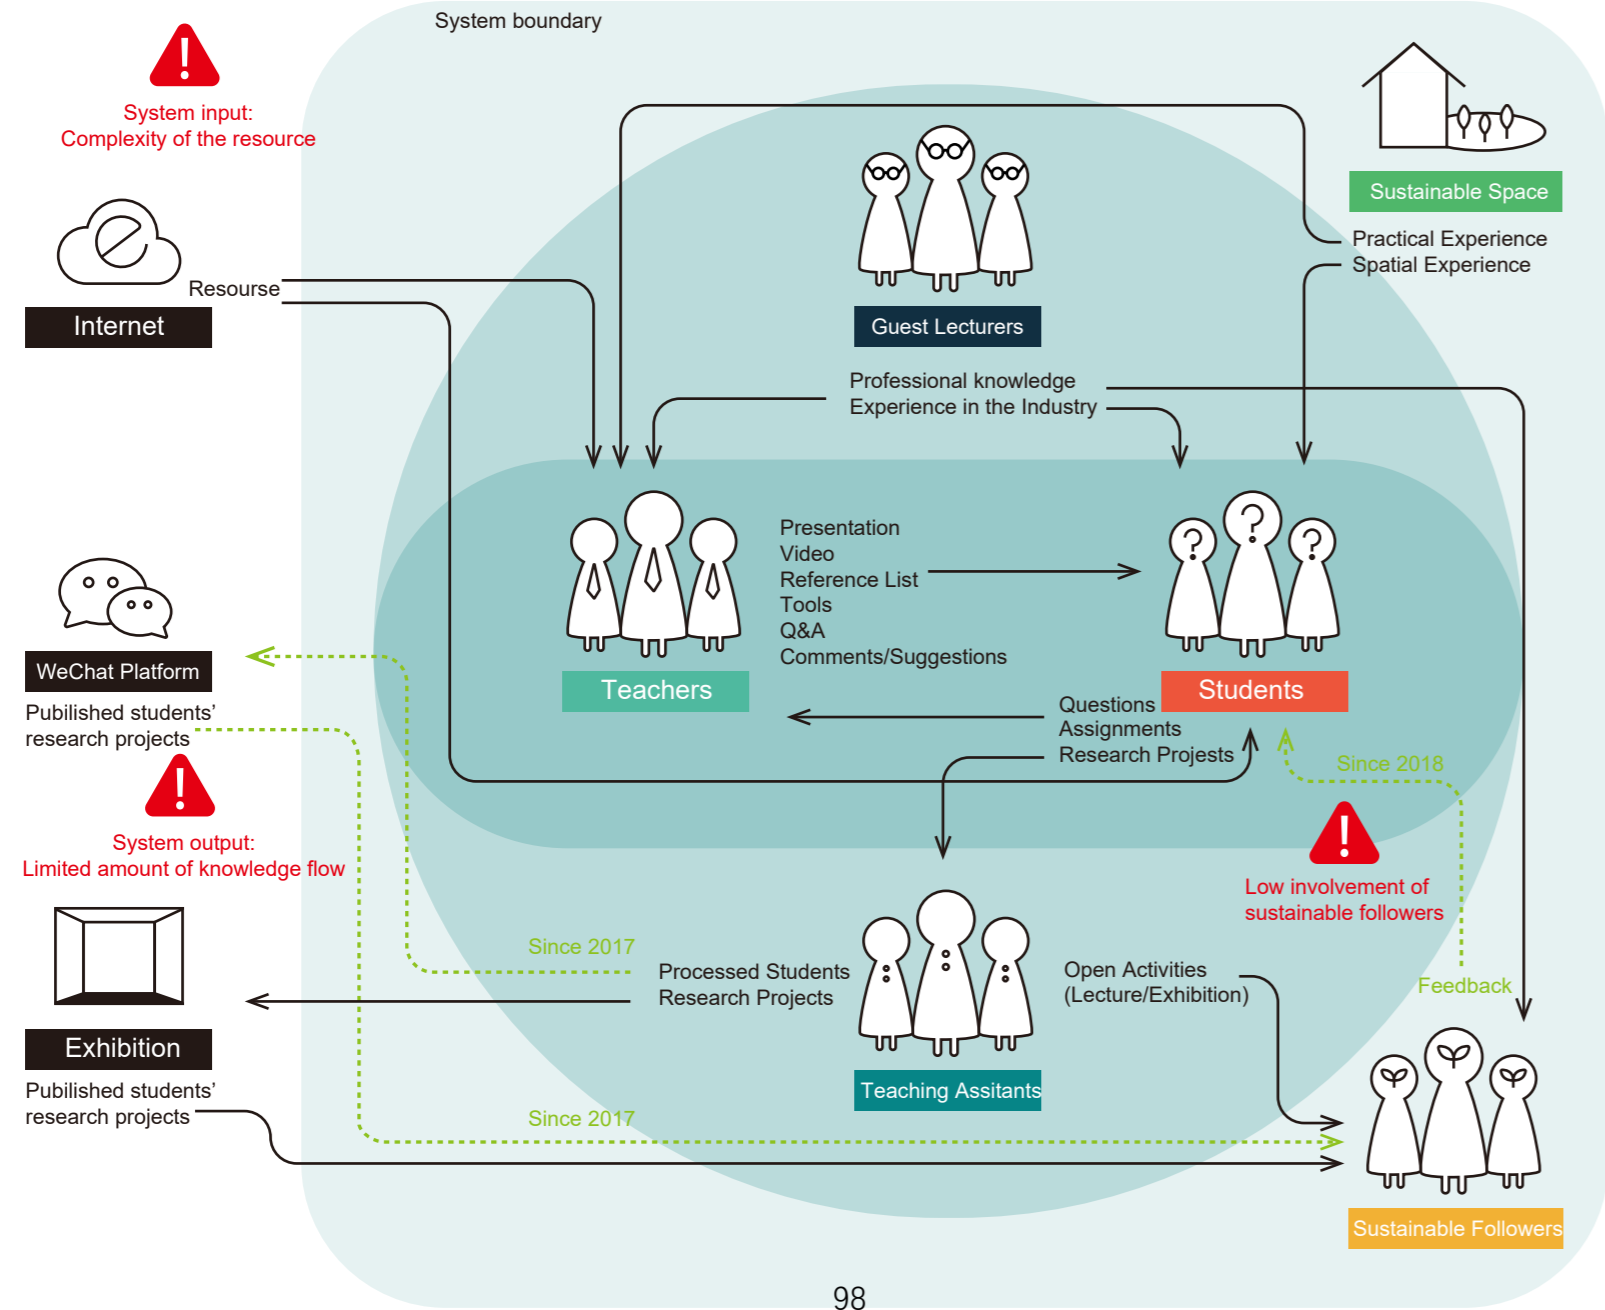 System boundary
System input:
Complexity of the resource
Sustainable Space
Practical Experience
Spatial Experience
Resourse
Internet
Guest Lecturers
Professional knowledge
Experience in the Industry
Presentation
Video
Reference List
Tools
Q&A
Comments/Suggestions
Teachers
Students
Questions
Assignments
Research Projests
WeChat Platform
Pubilished students’
research projects
System output:
Limited amount of knowledge flow
Since 2018
Low involvement of
sustainable followers
Since 2017
Processed Students
Research Projects
Open Activities
(Lecture/Exhibition)
Feedback
Exhibition
Pubilished students’
research projects
Teaching Assitants
Since 2017
Sustainable Followers
98